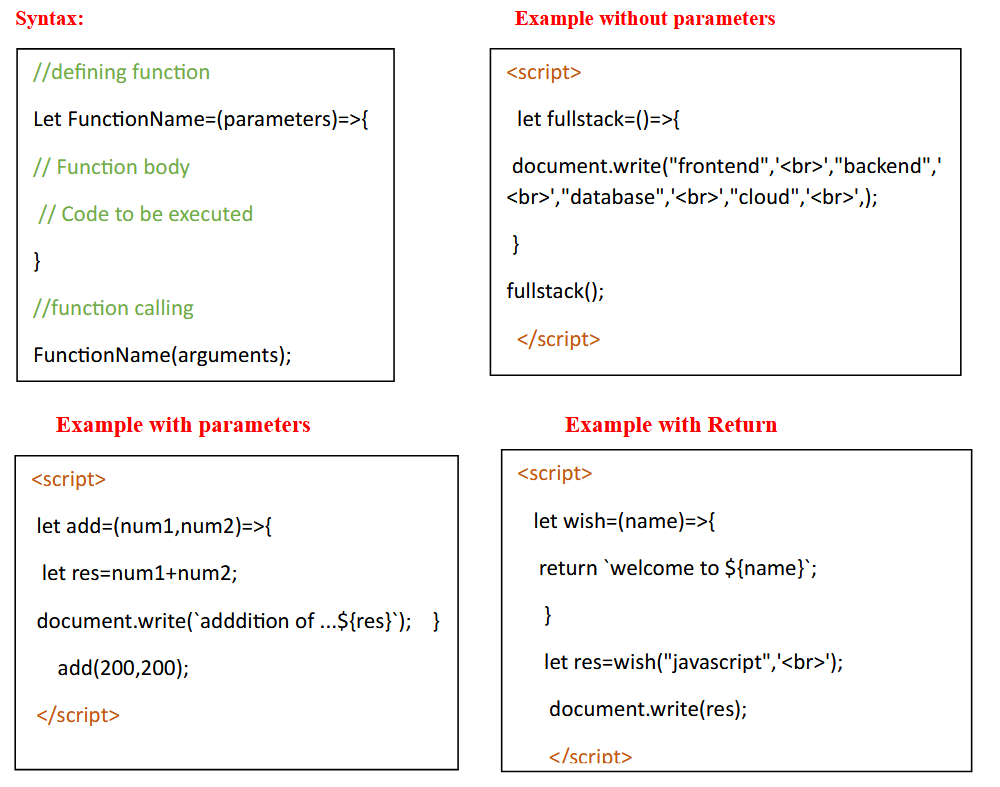 Syntax:
//defining function
Let FunctionName=(parameters)=>{
// Function body
// Code to be executed
}
//function calling
FunctionName(arguments);
Example without parameters
<script>
let fullstack=()=>{
document.write("frontend",'<br>',"backend",'
<br>',"database",'<br>',"cloud",'<br>',);
}
fullstack();
</script>
Example with parameters
<script>
let add=(num1,num2)=>{
let res=num1+num2;
document.write(`adddition of ...${res}`); }
add(200,200);
</script>
Example with Return
<script>
let wish=(name)=>{
return `welcome to ${name}`;
}
let res=wish("javascript",'<br>');
document.write(res);
</script>